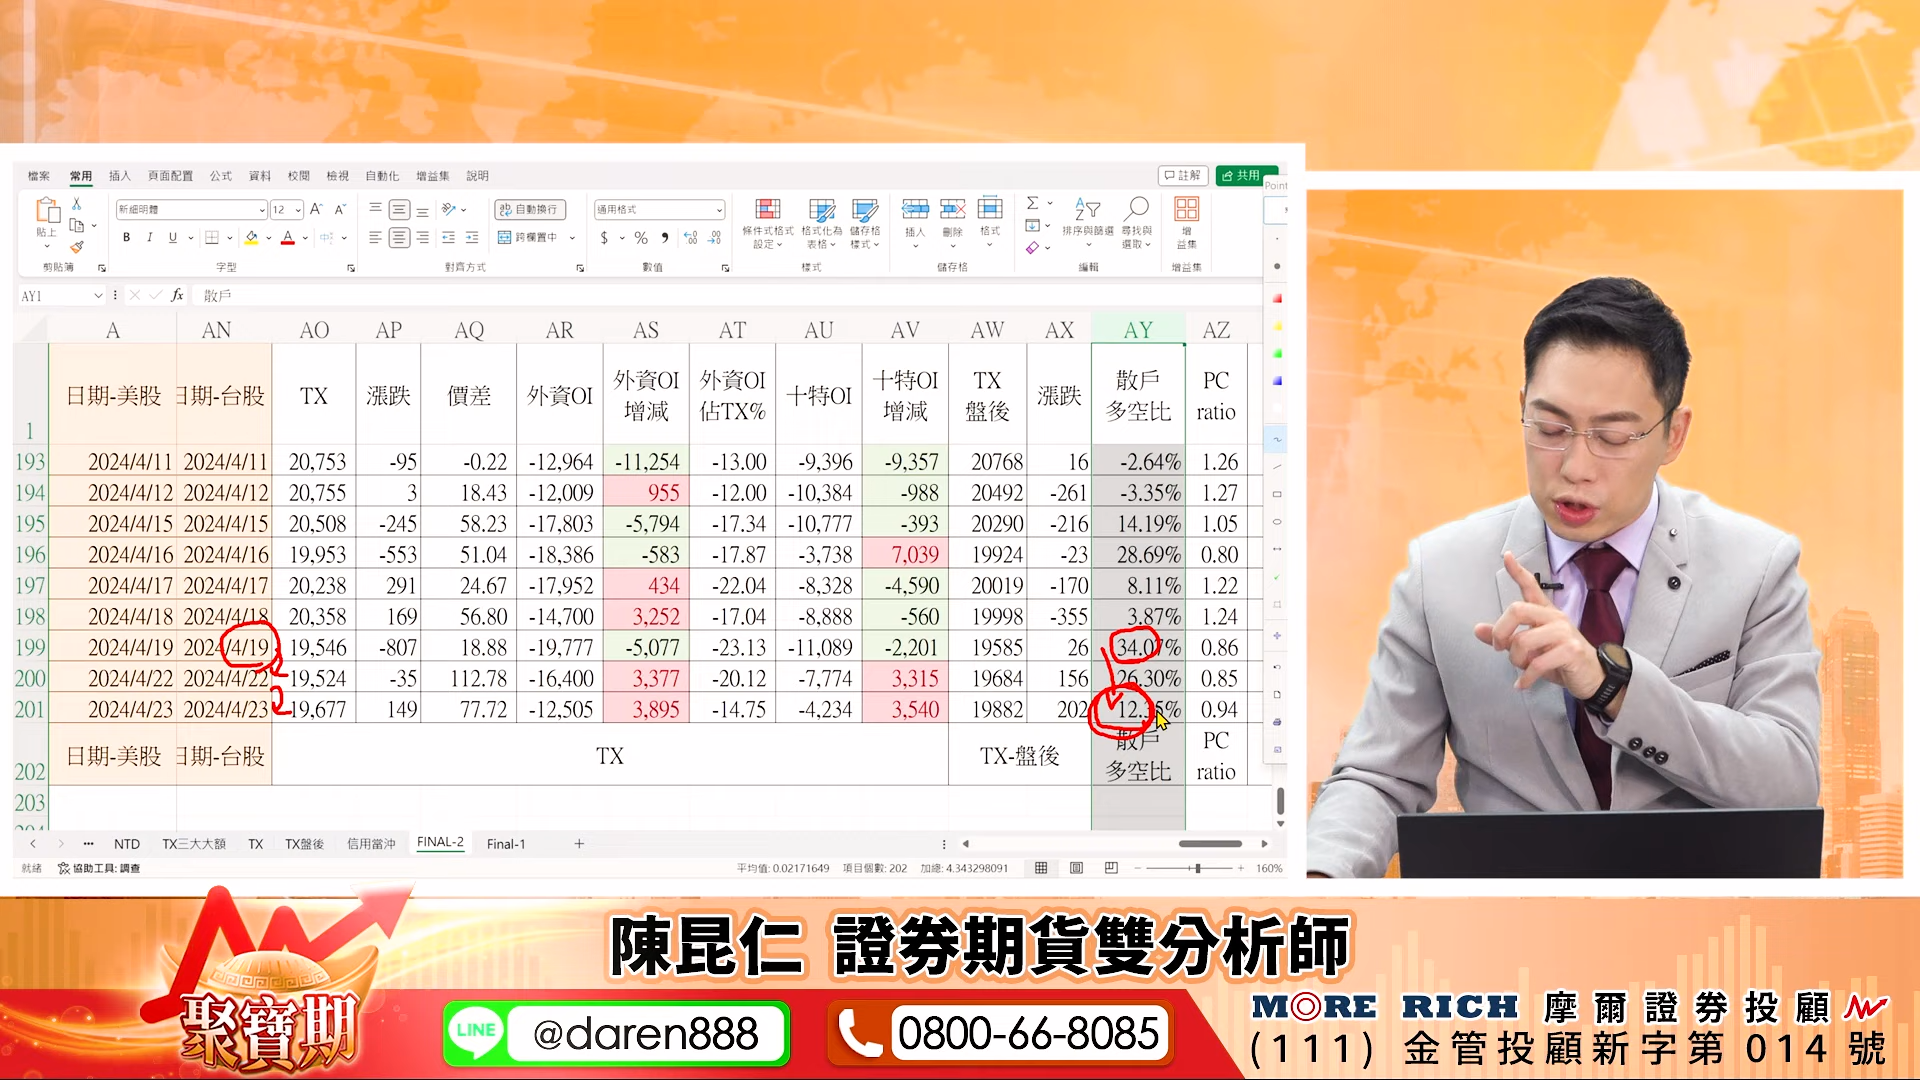 檔案 常用 插入 頁面配置 公式 資料 校閱 檢視 自動化 增益集 說明 註解 共用
貼上 新細明體 12 自動換行 通用格式 條件式格式設定 格式化為表格 儲存格樣式 插入 刪除 格式 排序與篩選 尋找與選取 增益集
B I U 跨欄置中 $ % ,
剪貼簿 字型 對齊方式 數值 樣式 儲存格 編輯 增益集
AY1 fx 散戶
A AN AO AP AQ AR AS AT AU AV AW AX AY AZ
1 日期-美股 日期-台股 TX 漲跌 價差 外資OI 外資OI增減 外資OI佔TX% 十特OI 十特OI增減 TX盤後 漲跌 散戶多空比 PC ratio
193 2024/4/11 2024/4/11 20,753 -95 -0.22 -12,964 -11,254 -13.00 -9,396 -9,357 20768 16 -2.64% 1.26
194 2024/4/12 2024/4/12 20,755 3 18.43 -12,009 955 -12.00 -10,384 -988 20492 -261 -3.35% 1.27
195 2024/4/15 2024/4/15 20,508 -245 58.23 -17,803 -5,794 -17.34 -10,777 -393 20290 -216 14.19% 1.05
196 2024/4/16 2024/4/16 19,953 -553 51.04 -18,386 -583 -17.87 -3,738 7,039 19924 -23 28.69% 0.80
197 2024/4/17 2024/4/17 20,238 291 24.67 -17,952 434 -22.04 -8,328 -4,590 20019 -170 8.11% 1.22
198 2024/4/18 2024/4/18 20,358 169 56.80 -14,700 3,252 -17.04 -8,888 -560 19998 -355 3.87% 1.24
199 2024/4/19 2024/4/19 19,546 -807 18.88 -19,777 -5,077 -23.13 -11,089 -2,201 19585 26 34.07% 0.86
200 2024/4/22 2024/4/22 19,524 -35 112.78 -16,400 3,377 -20.12 -7,774 3,315 19684 156 26.30% 0.85
201 2024/4/23 2024/4/23 19,677 149 77.72 -12,505 3,895 -14.75 -4,234 3,540 19882 202 12.35% 0.94
202 日期-美股 日期-台股 TX TX-盤後 散戶多空比 PC ratio
203
NTD TX三大大額 TX TX盤後 信用當沖 FINAL-2 Final-1
就緒 協助工具: 調查 平均值: 0.02171649 項目個數: 202 加總: 4.343298091 160%
陳昆仁 證券期貨雙分析師
聚寶期
LINE @daren888 0800-66-8085
MORE RICH 摩爾證券投顧
(111) 金管投顧新字第 014 號